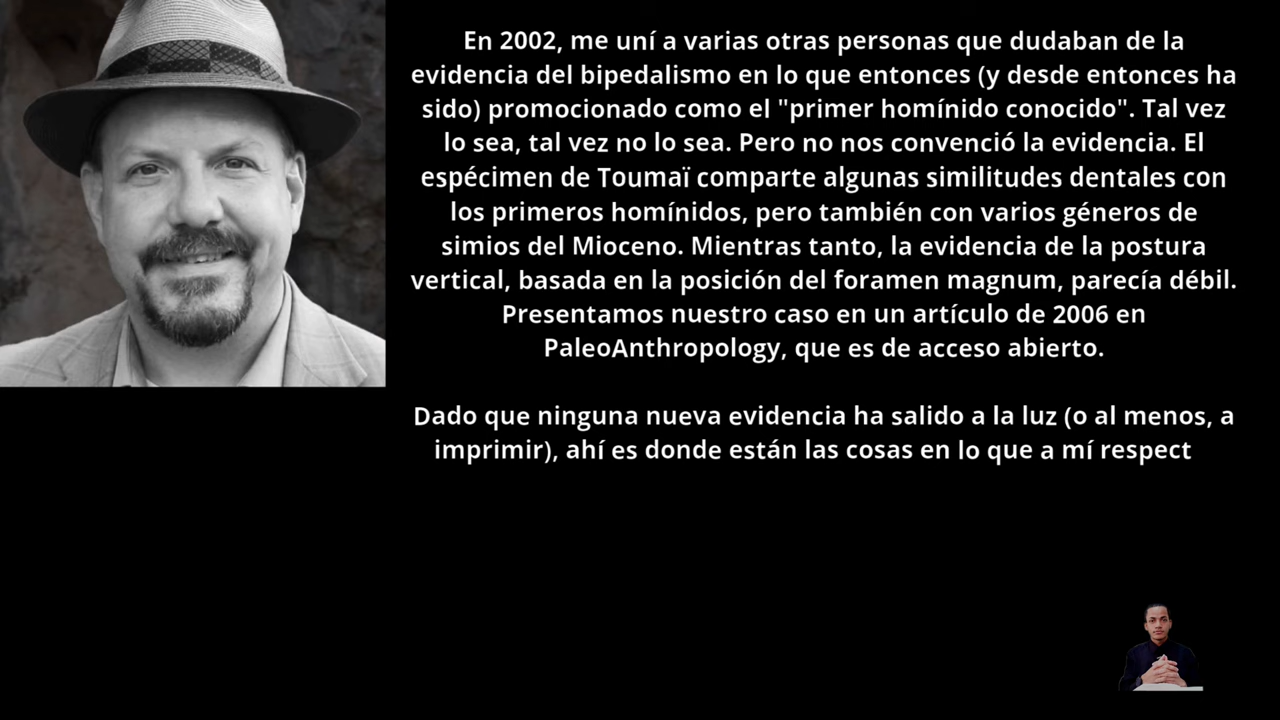 En 2002, me uní a varias otras personas que dudaban de la
evidencia del bipedalismo en lo que entonces (y desde entonces ha
sido) promocionado como el "primer homínido conocido". Tal vez
lo sea, tal vez no lo sea. Pero no nos convenció la evidencia. El
espécimen de Toumaï comparte algunas similitudes dentales con
los primeros homínidos, pero también con varios géneros de
simios del Mioceno. Mientras tanto, la evidencia de la postura
vertical, basada en la posición del foramen magnum, parecía débil.
Presentamos nuestro caso en un artículo de 2006 en
PaleoAnthropology, que es de acceso abierto.
Dado que ninguna nueva evidencia ha salido a la luz (o al menos, a
imprimir), ahí es donde están las cosas en lo que a mí respect